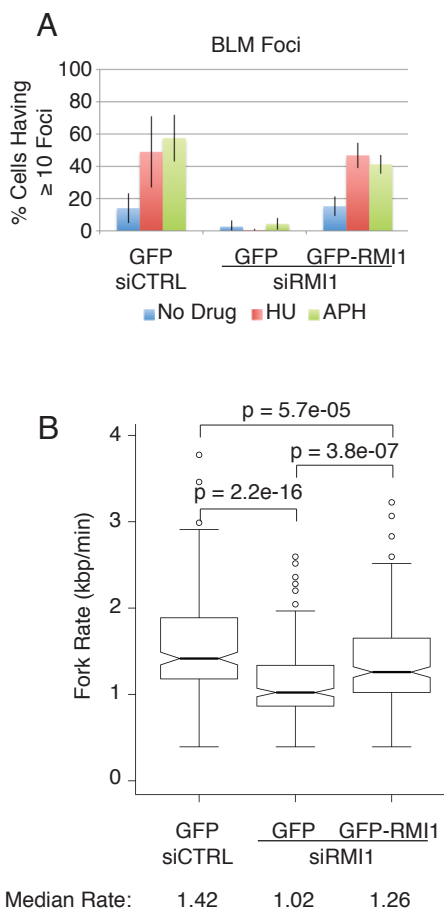 A
BLM Foci
% Cells Having
≥ 10 Foci
100
80
60
40
20
0
GFP GFP GFP-RMI1
siCTRL siRMI1
No Drug HU APH
B
p = 5.7e-05
p = 3.8e-07
p = 2.2e-16
Fork Rate (kbp/min)
4
3
2
1
0
GFP GFP GFP-RMI1
siCTRL siRMI1
Median Rate: 1.42 1.02 1.26